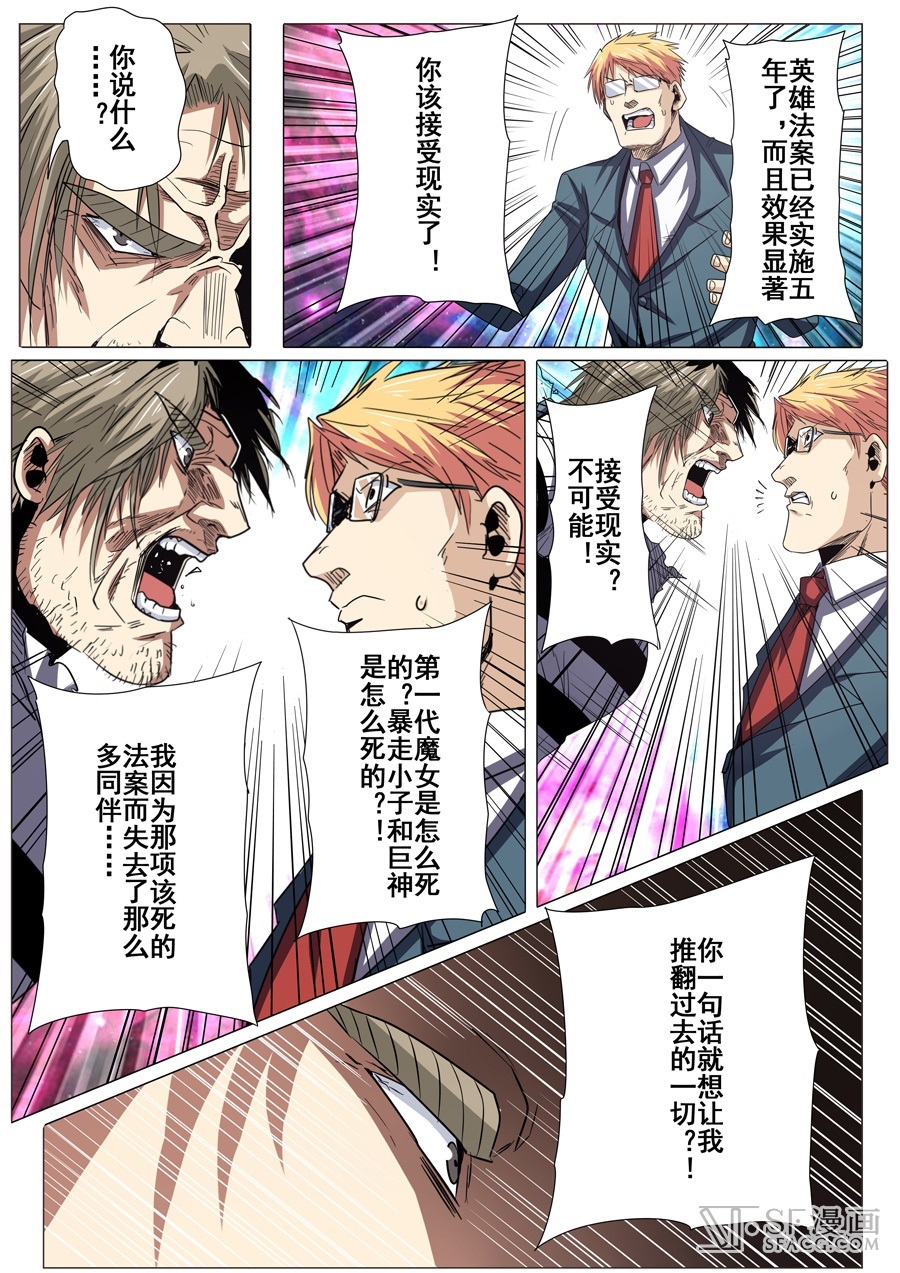 英雄法案已经实施五
年了，而且效果显著
你该接受现实了！
你说什么
……？
接受现实？
不可能！
第一代魔女是怎么死
的？暴走小子和巨神
是怎么死的？！
我因为那项该死的
法案而失去了那么
多同伴……
你一句话就想让我
推翻过去的一切？！
SF漫画
SFACG.COM